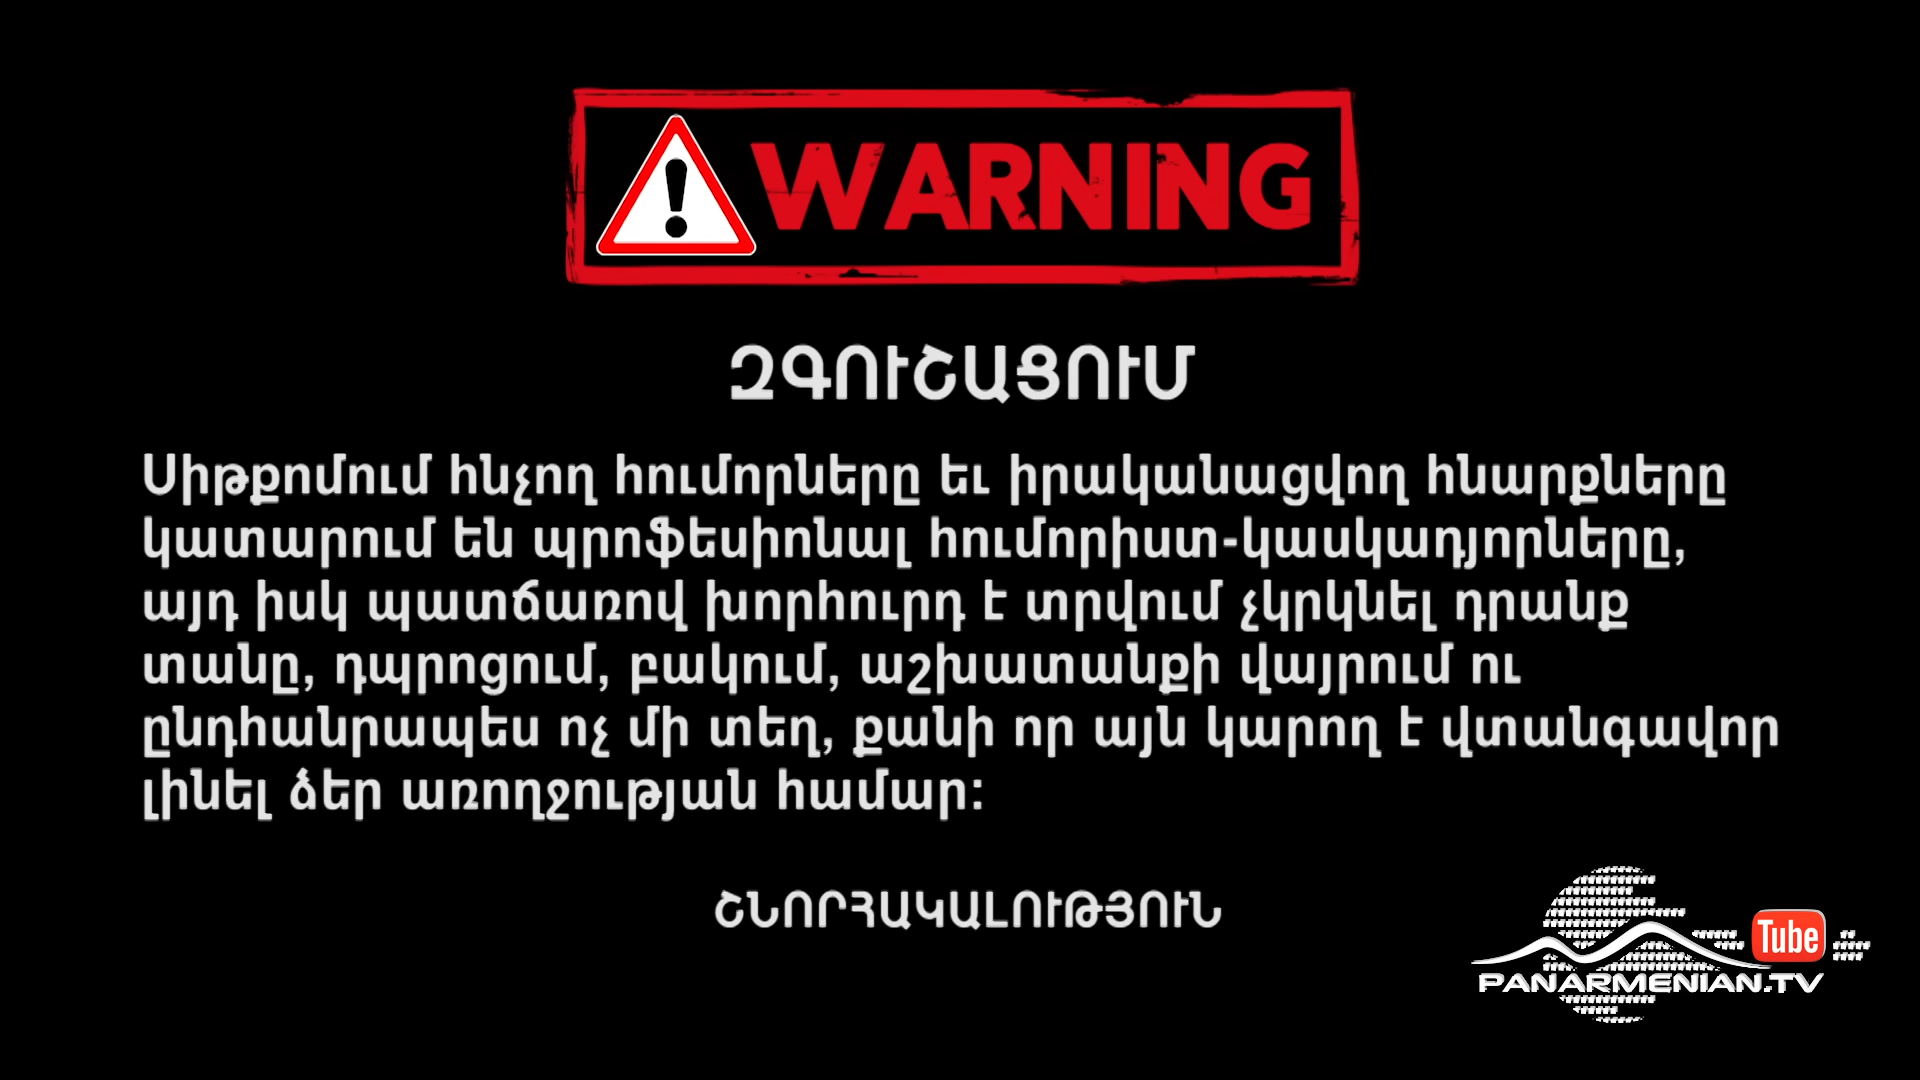 WARNING
ԶԳՈՒՇԱՑՈՒՄ
Սիթքոմում հնչող հումորները եւ իրականացվող հնարքները
կատարում են պրոֆեսիոնալ հումորիստ-կասկադյորները,
այդ իսկ պատճառով խորհուրդ է տրվում չկրկնել դրանք
տանը, դպրոցում, բակում, աշխատանքի վայրում ու
ընդհանրապես ոչ մի տեղ, քանի որ այն կարող է վտանգավոր
լինել ձեր առողջության համար:
ՇՆՈՐՀԱԿԱԼՈՒԹՅՈՒՆ
Tube
PANARMENIAN.TV